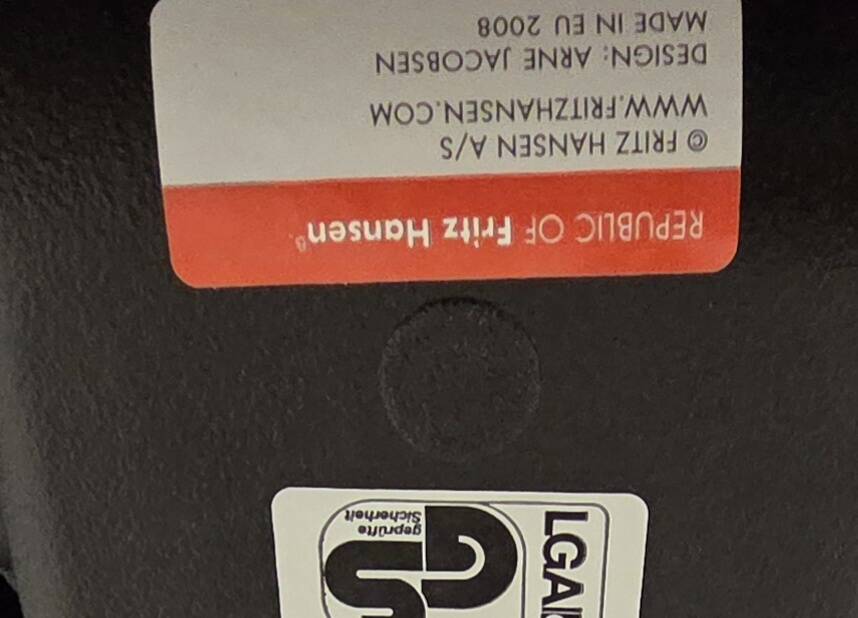 REPUBLIC OF Fritz Hansen®
© FRITZ HANSEN A/S
WWW.FRITZHANSEN.COM
DESIGN: ARNE JACOBSEN
MADE IN EU 2008
LGA
geprüfte
Sicherheit